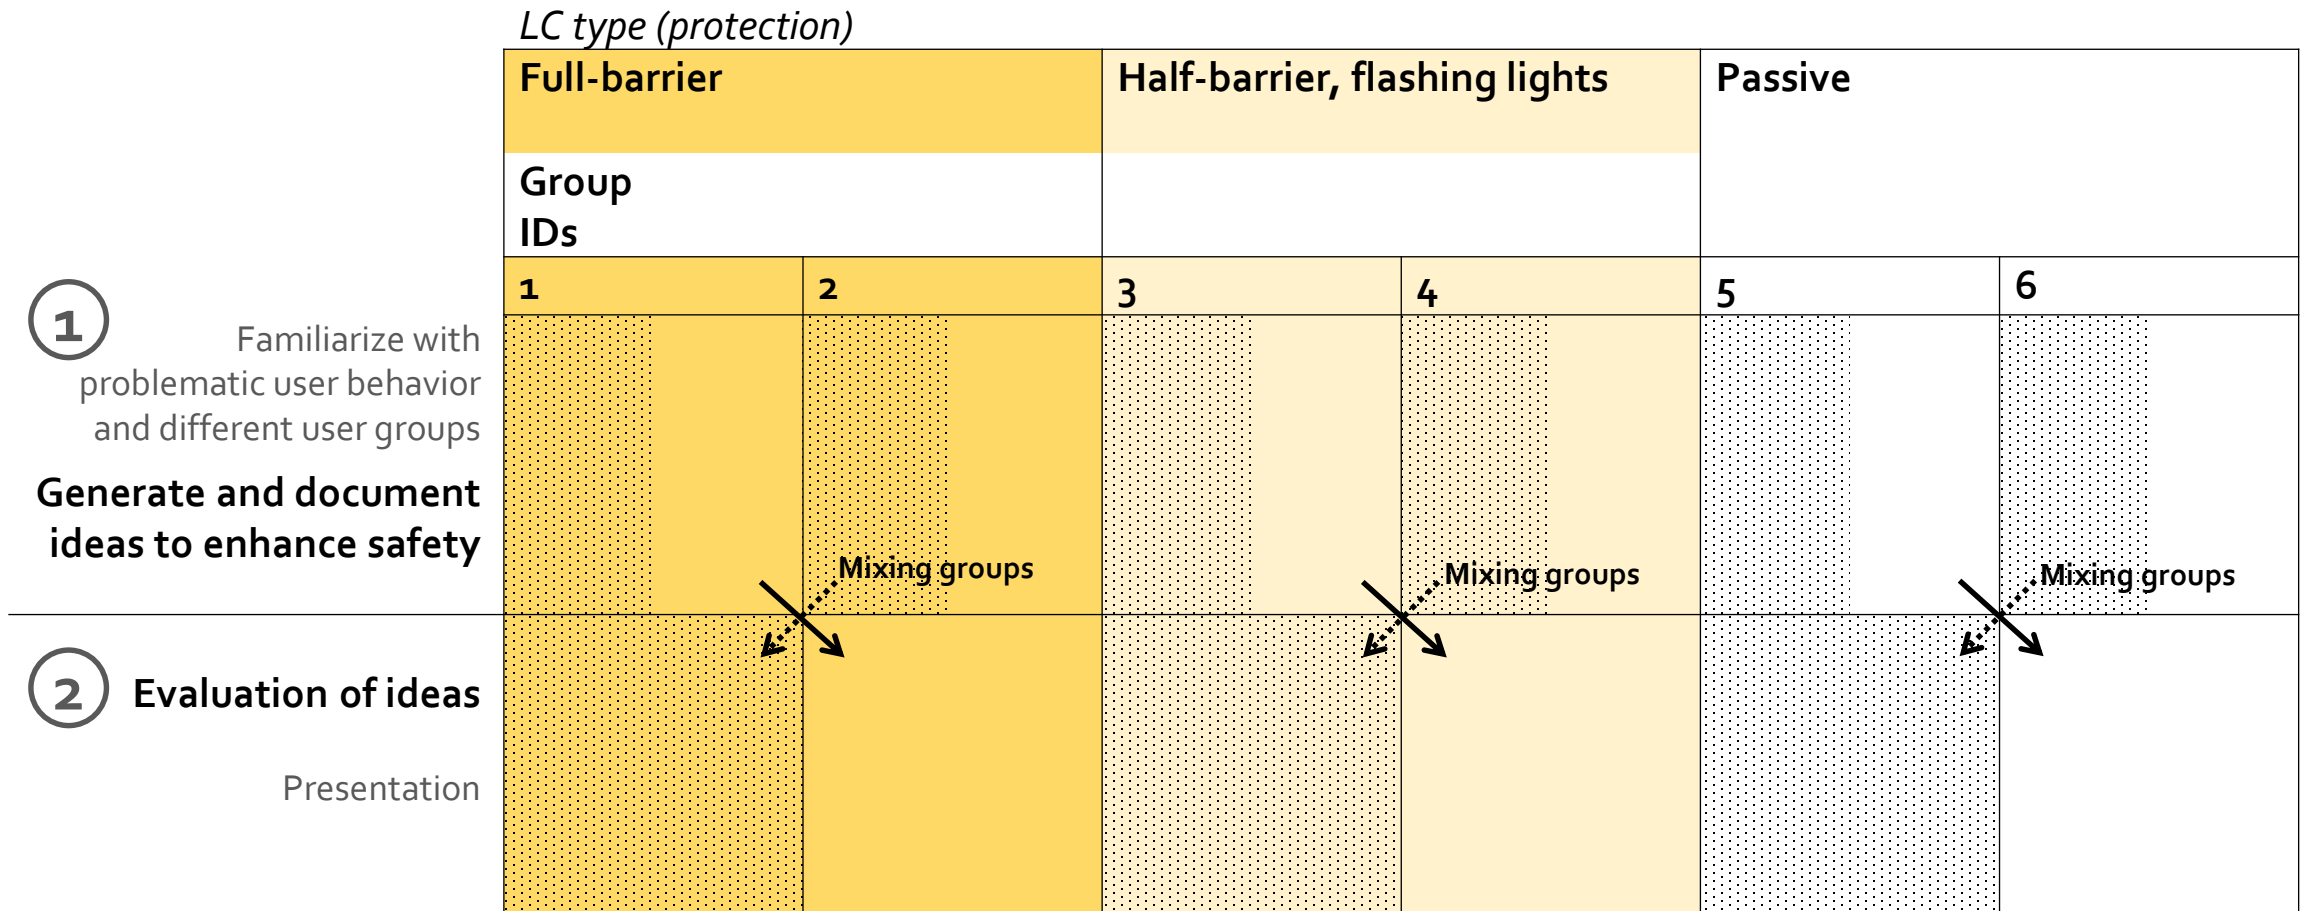 LC type (protection)
Full-barrier
Half-barrier, flashing lights
Passive
Group
IDs
1
2
3
4
5
6
1
Familiarize with
problematic user behavior
and different user groups
Generate and document
ideas to enhance safety
Mixing groups
Mixing groups
Mixing groups
2
Evaluation of ideas
Presentation